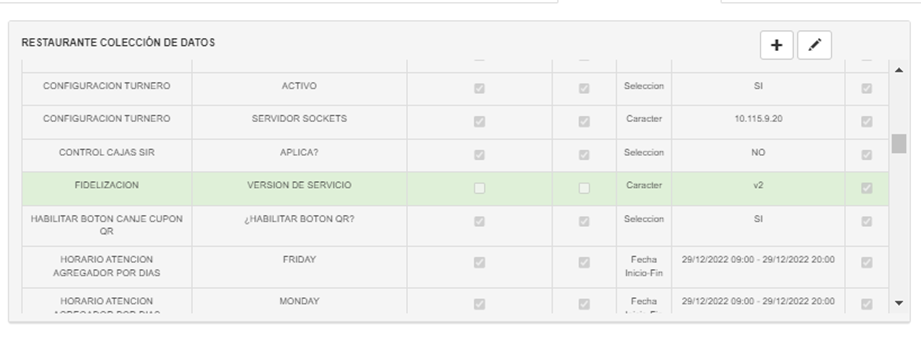 RESTAURANTE COLECCIÓN DE DATOS
CONFIGURACION TURNERO ACTIVO Seleccion SI
CONFIGURACION TURNERO SERVIDOR SOCKETS Caracter 10.115.9.20
CONTROL CAJAS SIR APLICA? Seleccion NO
FIDELIZACION VERSION DE SERVICIO Caracter v2
HABILITAR BOTON CANJE CUPON ¿HABILITAR BOTON QR? Seleccion SI
QR
HORARIO ATENCION FRIDAY Fecha 29/12/2022 09:00 - 29/12/2022 20:00
AGREGADOR POR DIAS Inicio-Fin
HORARIO ATENCION MONDAY Fecha 29/12/2022 09:00 - 29/12/2022 20:00